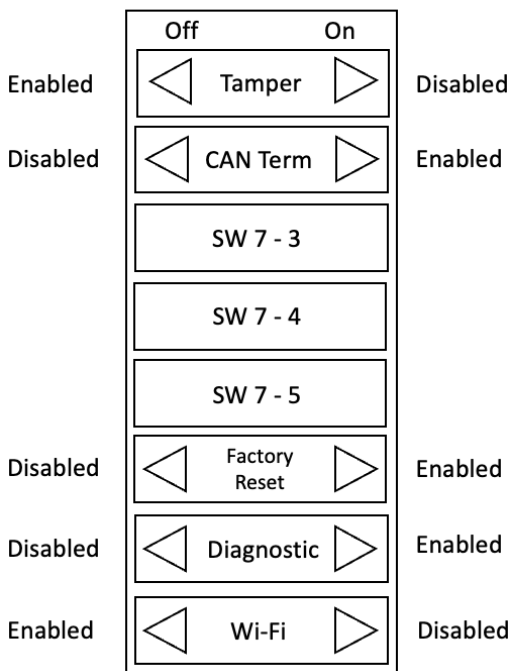 Off On
Enabled Tamper Disabled
Disabled CAN Term Enabled
SW 7 - 3
SW 7 - 4
SW 7 - 5
Disabled Factory Enabled
Reset
Disabled Diagnostic Enabled
Enabled Wi-Fi Disabled